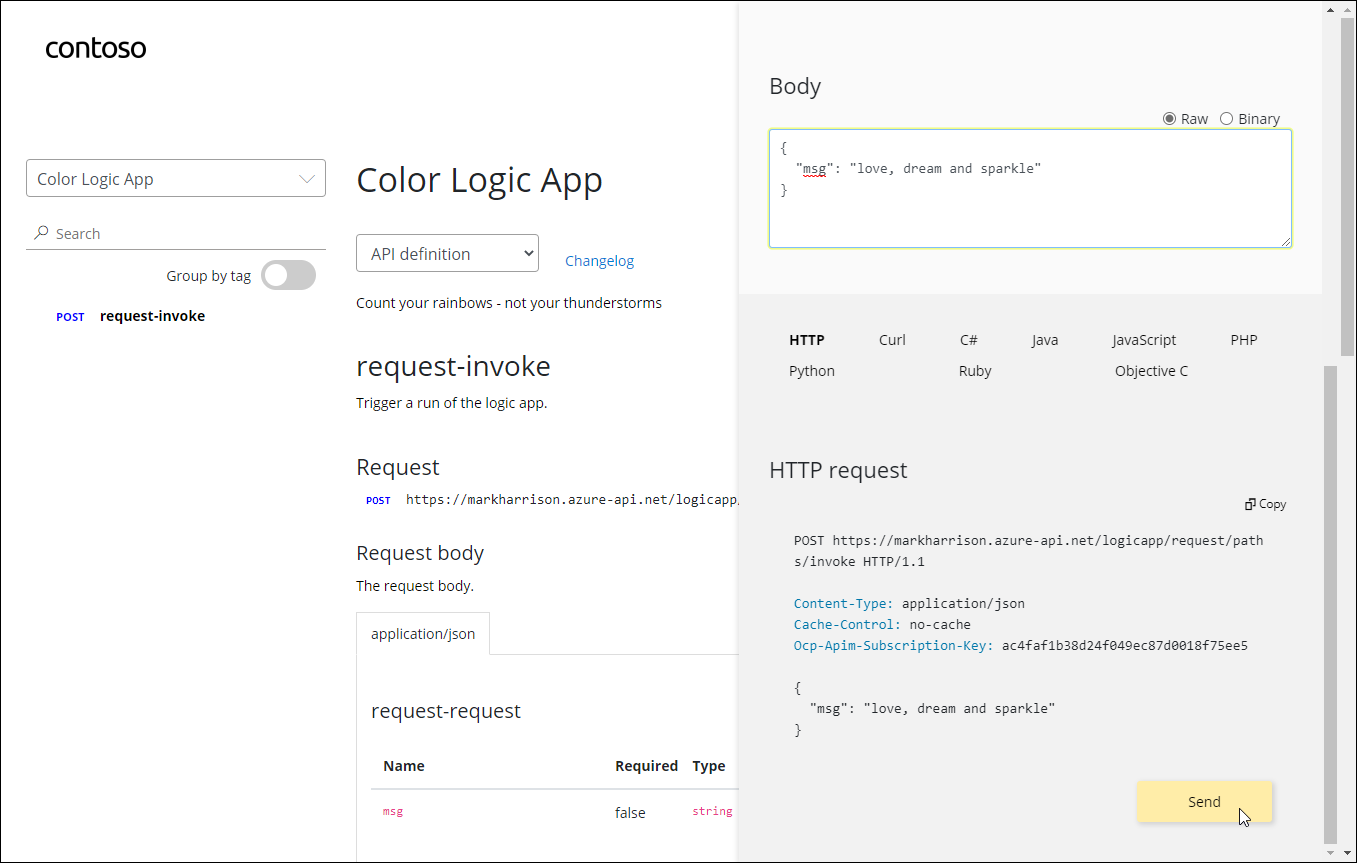 contoso
Color Logic App
Search
Group by tag
POST request-invoke
Color Logic App
API definition
Changelog
Count your rainbows - not your thunderstorms
request-invoke
Trigger a run of the logic app.
Request
POST https://markharrison.azure-api.net/logicapp/
Request body
The request body.
application/json
request-request
Name Required Type
msg false string
Body
Raw Binary
{
"msg": "love, dream and sparkle"
}
HTTP Curl C# Java JavaScript PHP
Python Ruby Objective C
HTTP request
Copy
POST https://markharrison.azure-api.net/logicapp/request/path
s/invoke HTTP/1.1
Content-Type: application/json
Cache-Control: no-cache
Ocp-Apim-Subscription-Key: ac4faf1b38d24f049ec87d0018f75ee5
{
"msg": "love, dream and sparkle"
}
Send